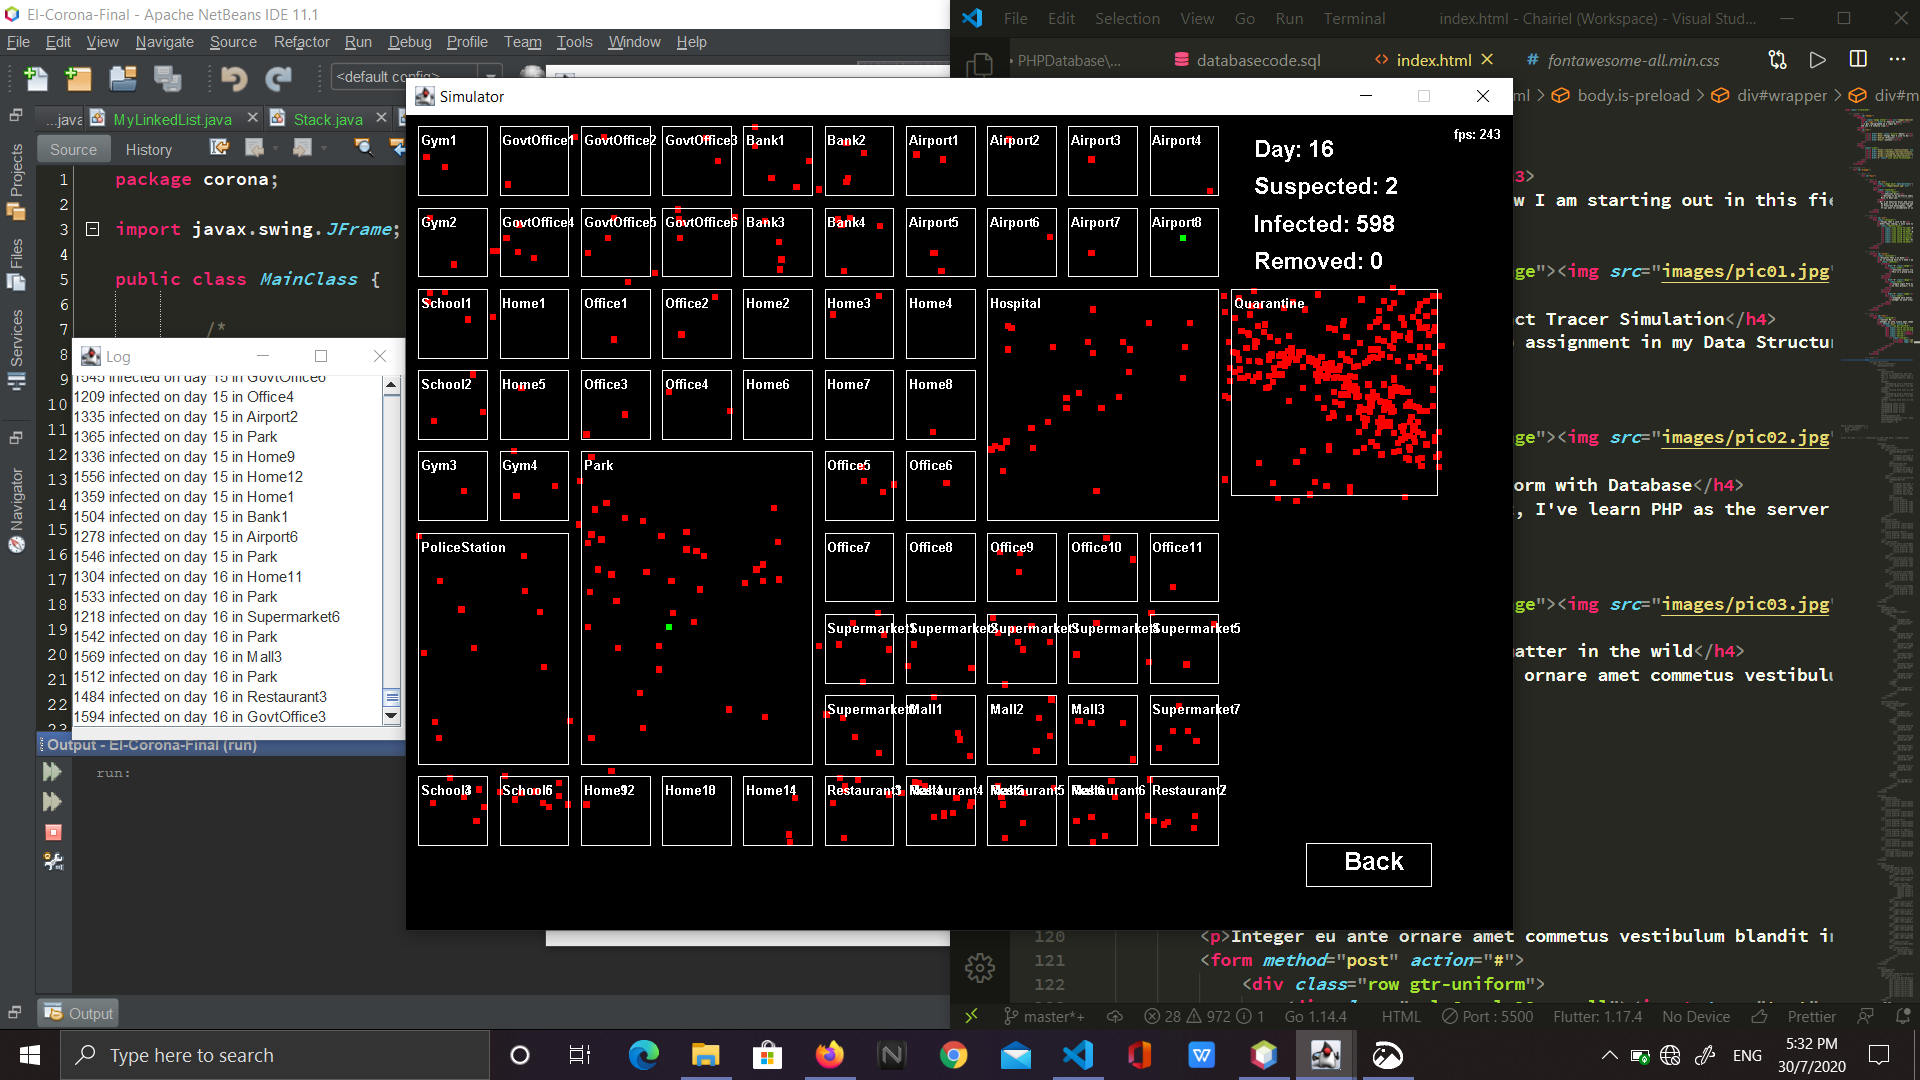 El-Corona-Final - Apache NetBeans IDE 11.1
File Edit View Navigate Source Refactor Run Debug Profile Team Tools Window Help
<default config>
...java MyLinkedList.java Stack.java
Source History
Projects
Files
Services
Navigator
1 package corona;
2
3 import javax.swing.JFrame;
4
5 public class MainClass {
6
7 /*
8
9
10
11
12
13
14
15
16
17
18
19
20
21
22
23
Log
1545 infected on day 15 in GovtOffice6
1209 infected on day 15 in Office4
1335 infected on day 15 in Airport2
1365 infected on day 15 in Park
1336 infected on day 15 in Home9
1556 infected on day 15 in Home12
1359 infected on day 15 in Home1
1504 infected on day 15 in Bank1
1278 infected on day 15 in Airport6
1546 infected on day 15 in Park
1304 infected on day 16 in Home11
1533 infected on day 16 in Park
1218 infected on day 16 in Supermarket6
1542 infected on day 16 in Park
1569 infected on day 16 in Mall3
1512 infected on day 16 in Park
1484 infected on day 16 in Restaurant3
1594 infected on day 16 in GovtOffice3
Output - El-Corona-Final (run)
run:
Output
Simulator
fps: 243
Day: 16
Suspected: 2
Infected: 598
Removed: 0
Gym1 GovtOffice1 GovtOffice2 GovtOffice3 Bank1 Bank2 Airport1 Airport2 Airport3 Airport4
Gym2 GovtOffice4 GovtOffice5 GovtOffice6 Bank3 Bank4 Airport5 Airport6 Airport7 Airport8
School1 Home1 Office1 Office2 Home2 Home3 Home4 Hospital Quarantine
School2 Home5 Office3 Office4 Home6 Home7 Home8
Gym3 Gym4 Park Office5 Office6
PoliceStation Office7 Office8 Office9 Office10 Office11
Supermarket1 Supermarket Supermarket3 Supermarket Supermarket5
Supermarket Mall1 Mall2 Mall3 Supermarket7
Restaurant
Back
File Edit Selection View Go Run Terminal index.html - Chairiel (Workspace) - Visual Stud...
PHPDatabase\... databasecode.sql index.html fontawesome-all.min.css
ml > body.is-preload > div#wrapper > div#m
3>
w I am starting out in this fie
ge"><img src="images/pic01.jpg"
ct Tracer Simulation</h4>
assignment in my Data Structur
ge"><img src="images/pic02.jpg"
orm with Database</h4>
, I've learn PHP as the server
ge"><img src="images/pic03.jpg"
atter in the wild</h4>
ornare amet commetus vestibulu
120 <p>Integer eu ante ornare amet commetus vestibulum blandit in
121 <form method="post" action="#">
122 <div class="row gtr-uniform">
master*+ 28 972 1 Go 1.14.4 HTML Port : 5500 Flutter: 1.17.4 No Device Prettier
Type here to search
ENG
5:32 PM
30/7/2020